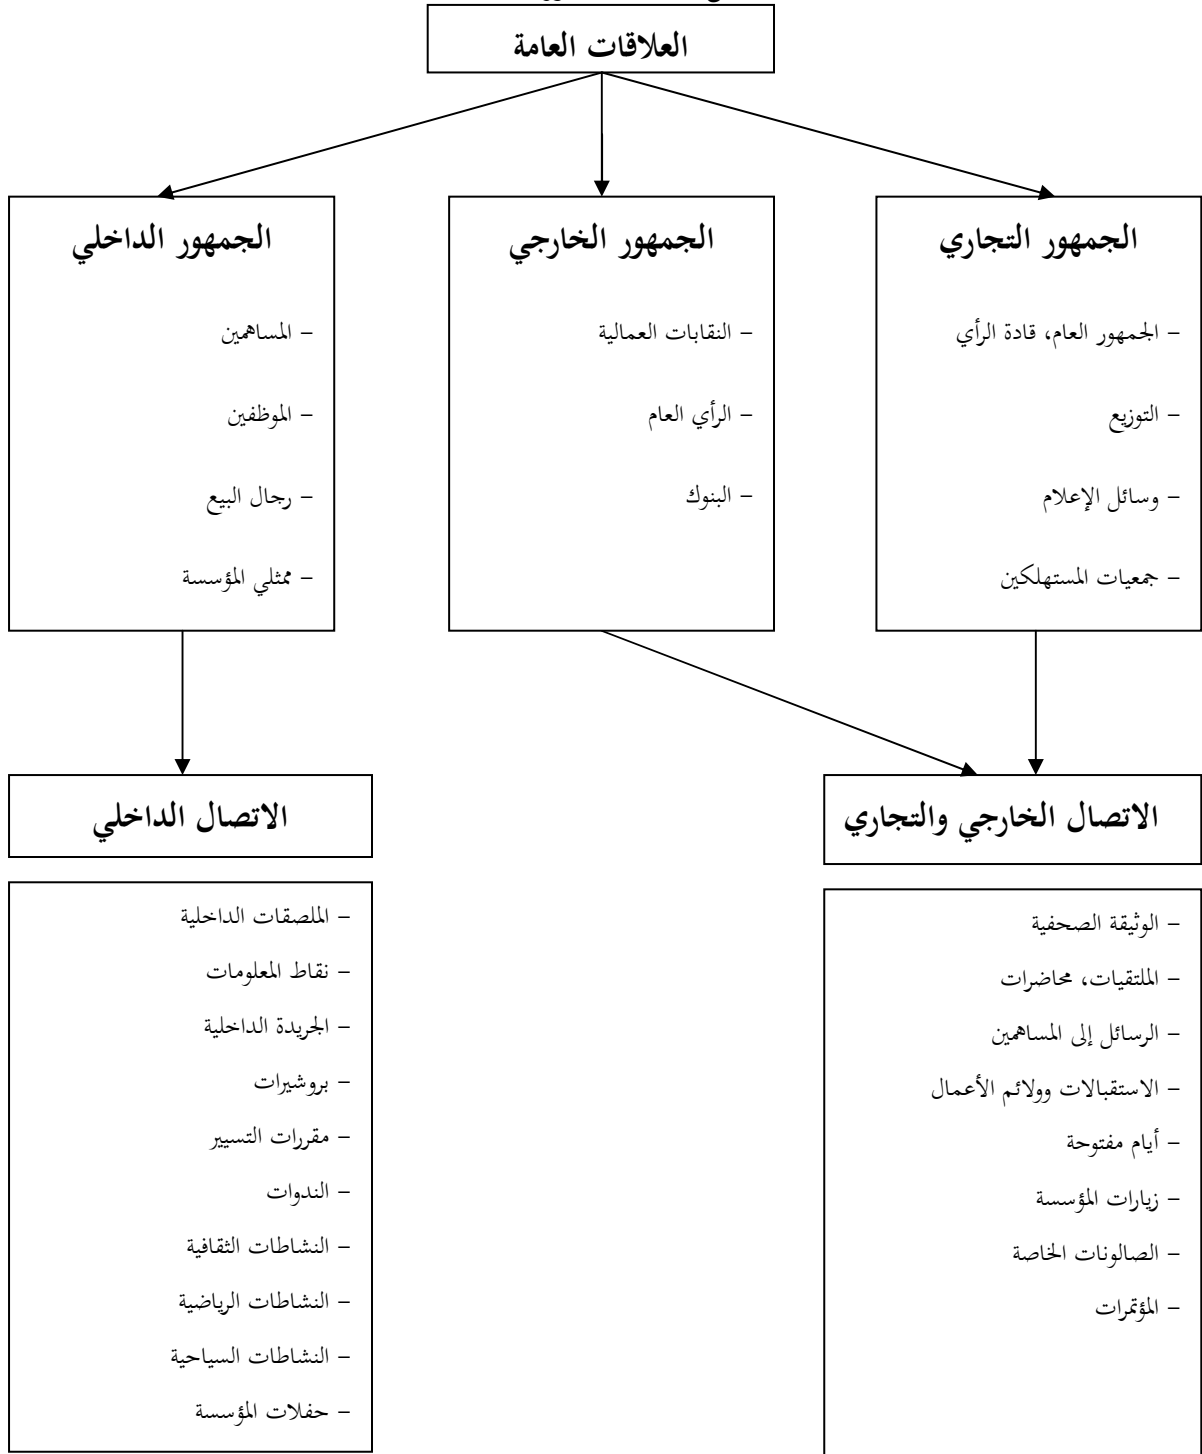 العلاقات العامة
الجمهور التجاري
– الجمهور العام، قادة الرأي
– التوزيع
– وسائل الإعلام
– جمعيات المستهلكين
الجمهور الخارجي
– النقابات العمالية
– الرأي العام
– البنوك
الجمهور الداخلي
– المساهمين
– الموظفين
– رجال البيع
– ممثلي المؤسسة
الاتصال الخارجي والتجاري
– الوثيقة الصحفية
– الملتقيات، محاضرات
– الرسائل إلى المساهمين
– الاستقبالات وولائم الأعمال
– أيام مفتوحة
– زيارات المؤسسة
– الصالونات الخاصة
– المؤتمرات
الاتصال الداخلي
– الملصقات الداخلية
– نقاط المعلومات
– الجريدة الداخلية
– بروشيرات
– مقررات التسيير
– الندوات
– النشاطات الثقافية
– النشاطات الرياضية
– النشاطات السياحية
– حفلات المؤسسة